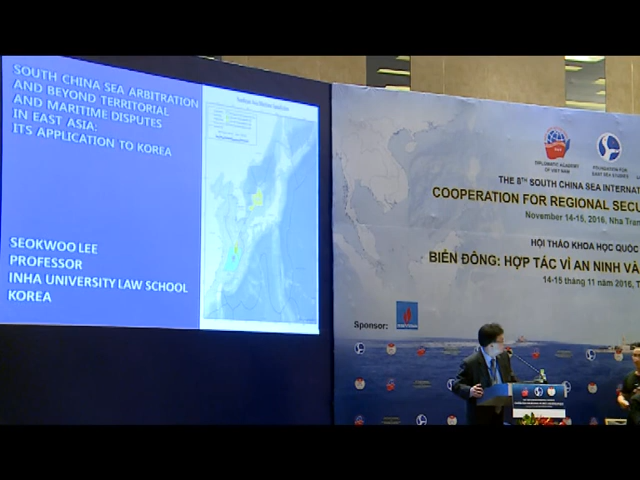 SOUTH CHINA SEA ARBITRATION
AND BEYOND TERRITORIAL
AND MARITIME DISPUTES
IN EAST ASIA:
ITS APPLICATION TO KOREA
SEOKWOO LEE
PROFESSOR
INHA UNIVERSITY LAW SCHOOL
KOREA
DIPLOMATIC ACADEMY
OF VIET NAM
FOUNDATION FOR
EAST SEA STUDIES
THE 8TH SOUTH CHINA SEA INTERNAT
COOPERATION FOR REGIONAL SECU
November 14-15, 2016, Nha Tran
HỘI THẢO KHOA HỌC QUỐC
BIỂN ĐÔNG: HỢP TÁC VÌ AN NINH VÀ
14-15 tháng 11 năm 2016, T
Sponsor: